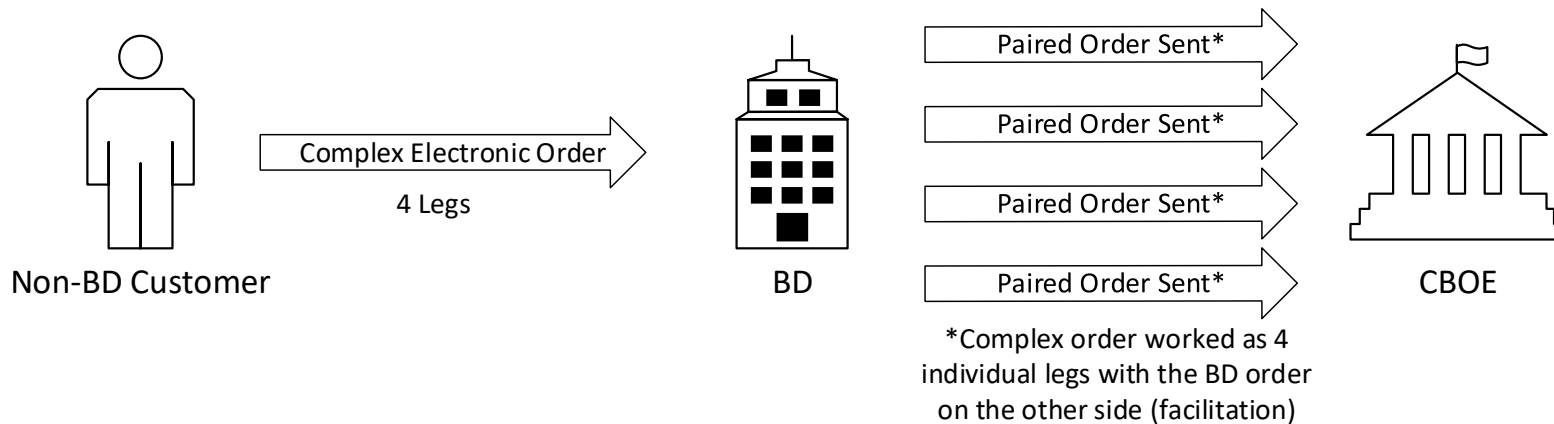 Paired Order Sent*
Paired Order Sent*
Complex Electronic Order
4 Legs
Paired Order Sent*
Paired Order Sent*
Non-BD Customer
BD
CBOE
*Complex order worked as 4
individual legs with the BD order
on the other side (facilitation)